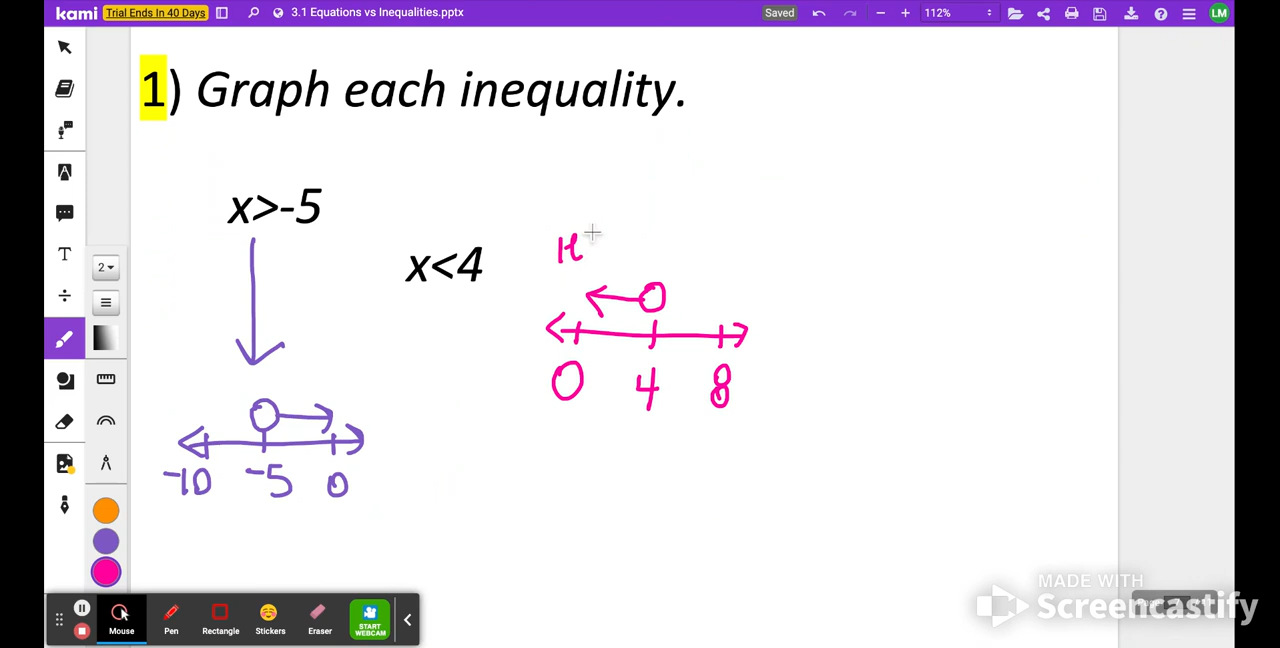 kami Trial Ends In 40 Days 3.1 Equations vs Inequalities.pptx Saved 112% LM
1) Graph each inequality.
x>-5
x<4
0 4 8
-10 -5 0
T
2
Mouse Pen Rectangle Stickers Eraser START WEBCAM
MADE WITH
Screencastify